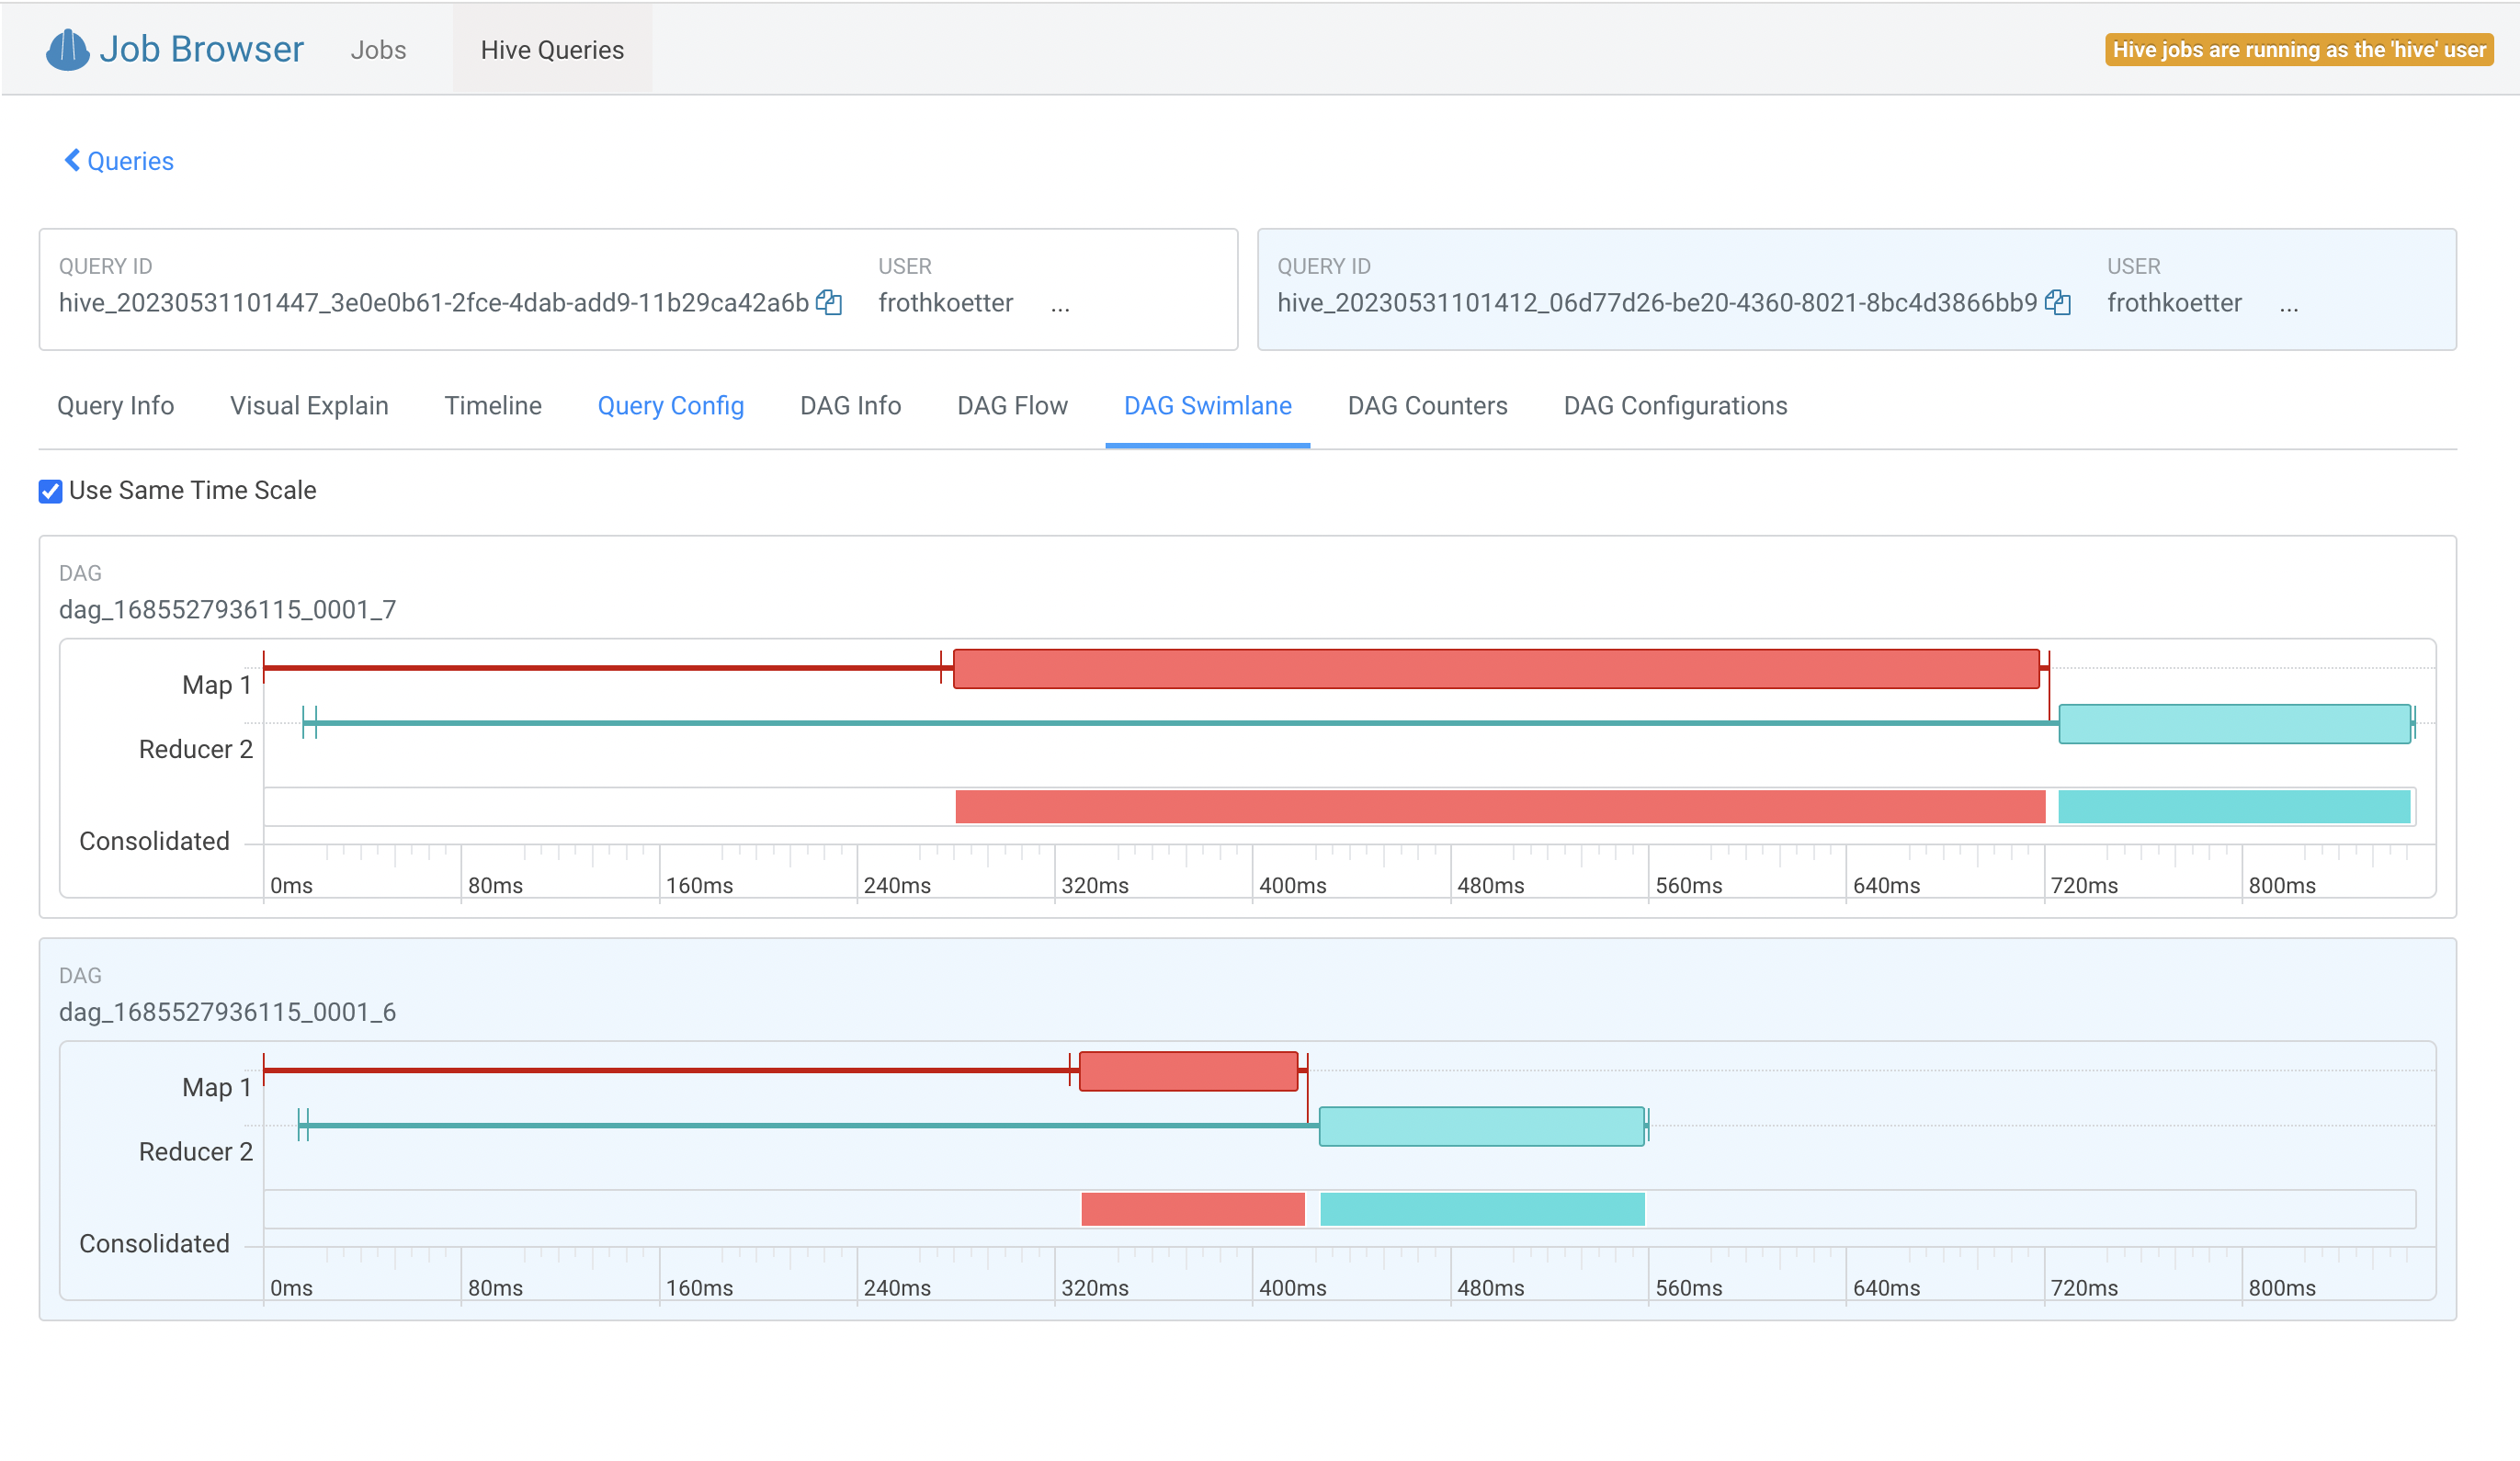 Job Browser Jobs Hive Queries Hive jobs are running as the 'hive' user
Queries
QUERY ID USER
hive_20230531101447_3e0e0b61-2fce-4dab-add9-11b29ca42a6b frothkoetter ...
QUERY ID USER
hive_20230531101412_06d77d26-be20-4360-8021-8bc4d3866bb9 frothkoetter ...
Query Info Visual Explain Timeline Query Config DAG Info DAG Flow DAG Swimlane DAG Counters DAG Configurations
Use Same Time Scale
DAG
dag_1685527936115_0001_7
Map 1
Reducer 2
Consolidated
0ms 80ms 160ms 240ms 320ms 400ms 480ms 560ms 640ms 720ms 800ms
DAG
dag_1685527936115_0001_6
Map 1
Reducer 2
Consolidated
0ms 80ms 160ms 240ms 320ms 400ms 480ms 560ms 640ms 720ms 800ms